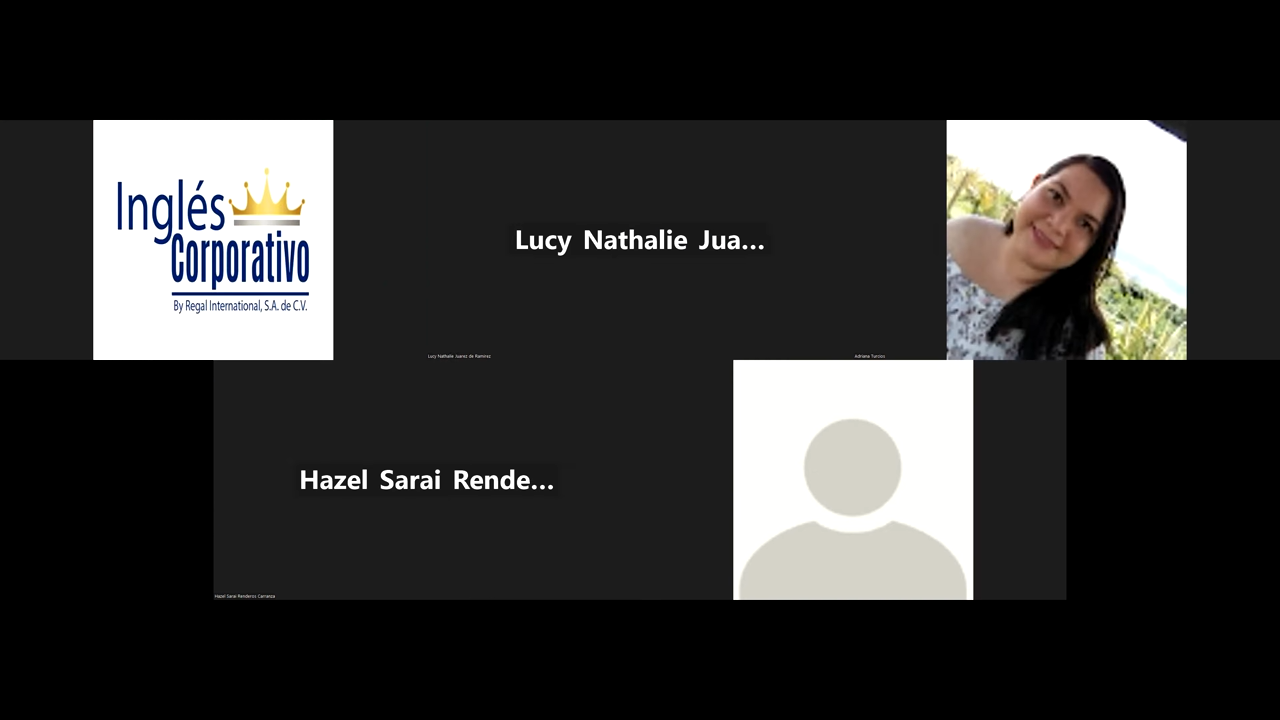 Inglés
Corporativo
By Regal International, S.A. de C.V.
Lucy Nathalie Jua...
Lucy Nathalie Juarez de Ramirez
Adriana Turcios
Hazel Sarai Rende...
Hazel Sarai Renderos Carranza